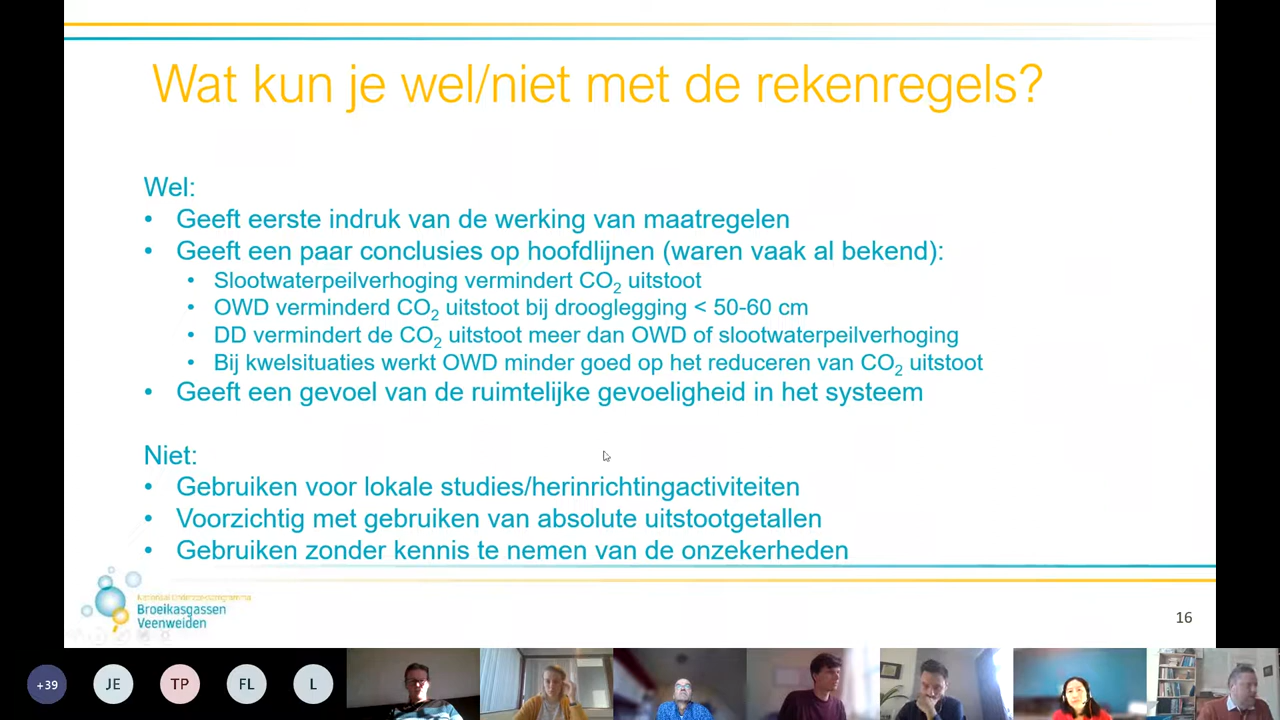 Wat kun je wel/niet met de rekenregels?
Wel:
• Geeft eerste indruk van de werking van maatregelen
• Geeft een paar conclusies op hoofdlijnen (waren vaak al bekend):
• Slootwaterpeilverhoging vermindert CO₂ uitstoot
• OWD verminderd CO₂ uitstoot bij drooglegging < 50-60 cm
• DD vermindert de CO₂ uitstoot meer dan OWD of slootwaterpeilverhoging
• Bij kwelsituaties werkt OWD minder goed op het reduceren van CO₂ uitstoot
• Geeft een gevoel van de ruimtelijke gevoeligheid in het systeem
Niet:
• Gebruiken voor lokale studies/herinrichtingactiviteiten
• Voorzichtig met gebruiken van absolute uitstootgetallen
• Gebruiken zonder kennis te nemen van de onzekerheden
Nationaal Onderzoeksprogramma
Broeikasgassen
Veenweiden
16
+39
JE
TP
FL
L